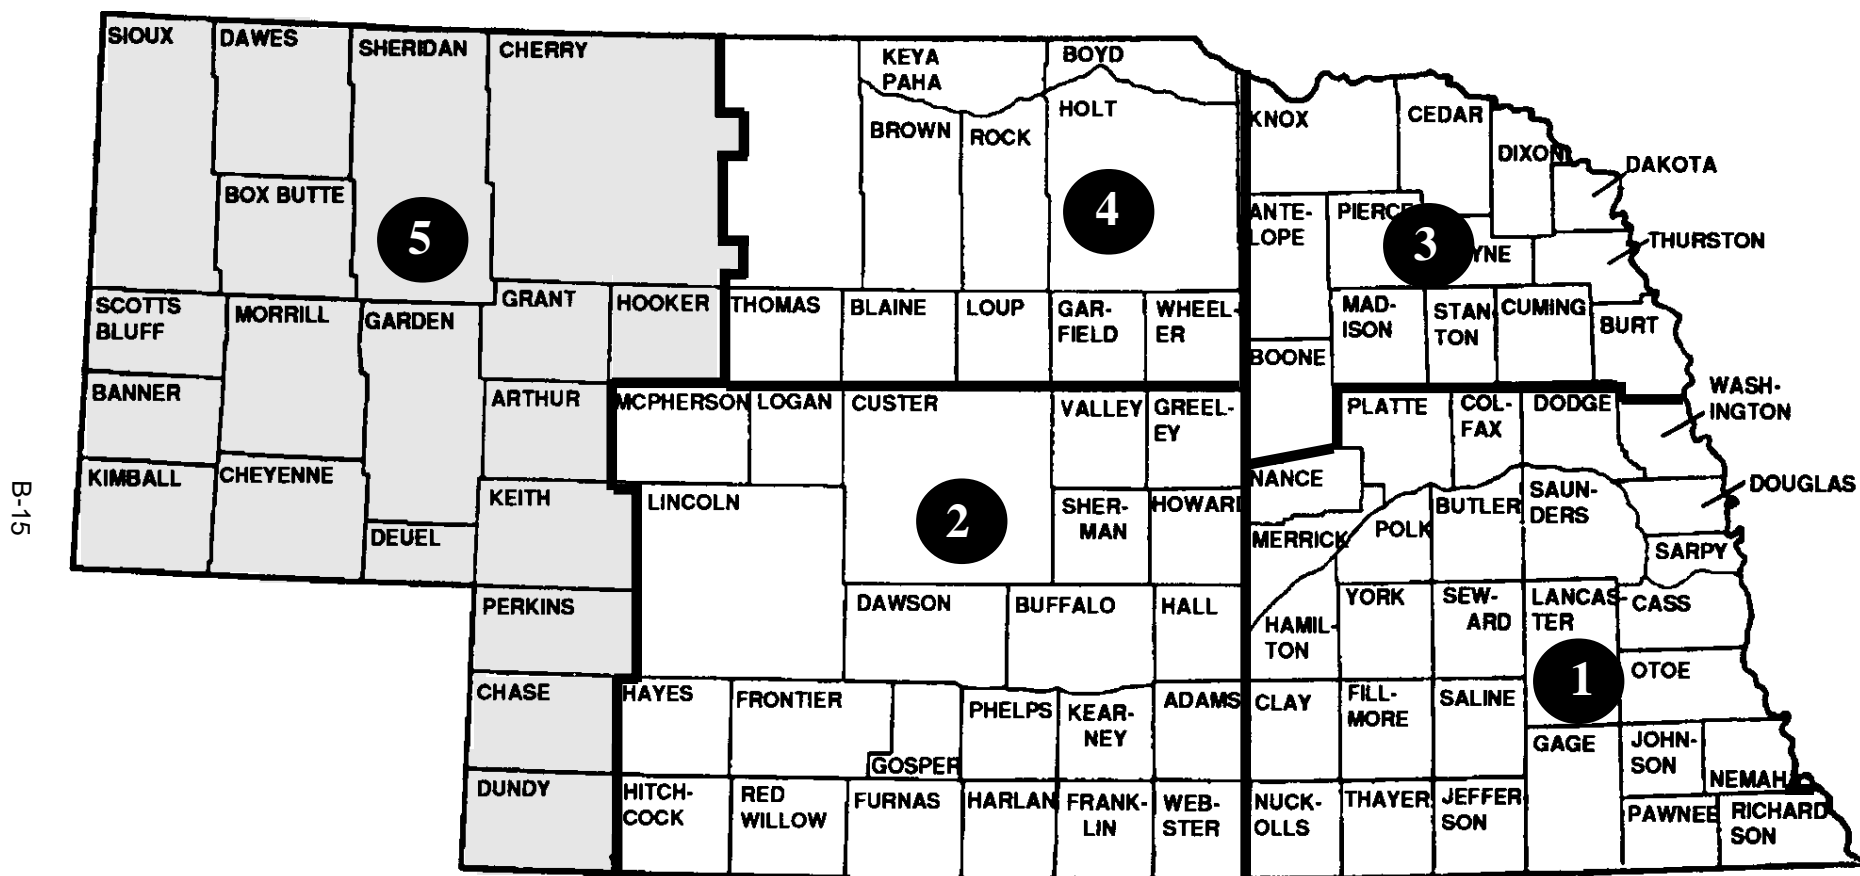 SIOUX
DAWES
SHERIDAN
CHERRY
KEYA
PAHA
BOYD
HOLT
KNOX
CEDAR
BROWN
ROCK
DIXON
DAKOTA
BOX BUTTE
5
4
ANTE-
LOPE
PIERCE
3
YNE
THURSTON
SCOTTS
BLUFF
MORRILL
GARDEN
GRANT
HOOKER
THOMAS
BLAINE
LOUP
GAR-
FIELD
WHEEL-
ER
MAD-
ISON
STAN
TON
CUMING
BURT
BOONE
BANNER
ARTHUR
MCPHERSON
LOGAN
CUSTER
VALLEY
GREEL-
EY
PLATTE
COL-
FAX
DODGE
WASH-
INGTON
KIMBALL
CHEYENNE
KEITH
LINCOLN
2
SHER-
MAN
HOWARD
NANCE
MERRICK
POLK
BUTLER
SAUN-
DERS
DOUGLAS
B-15
DEUEL
SARPY
PERKINS
DAWSON
BUFFALO
HALL
HAMIL-
TON
YORK
SEW-
ARD
LANCAS-
TER
CASS
1
OTOE
CHASE
HAYES
FRONTIER
GOSPER
PHELPS
KEAR-
NEY
ADAMS
CLAY
FILL-
MORE
SALINE
GAGE
JOHN-
SON
NEMAHA
DUNDY
HITCH-
COCK
RED
WILLOW
FURNAS
HARLAN
FRANK-
LIN
WEB-
STER
NUCK-
OLLS
THAYER
JEFFER
SON
PAWNEE
RICHARD
SON